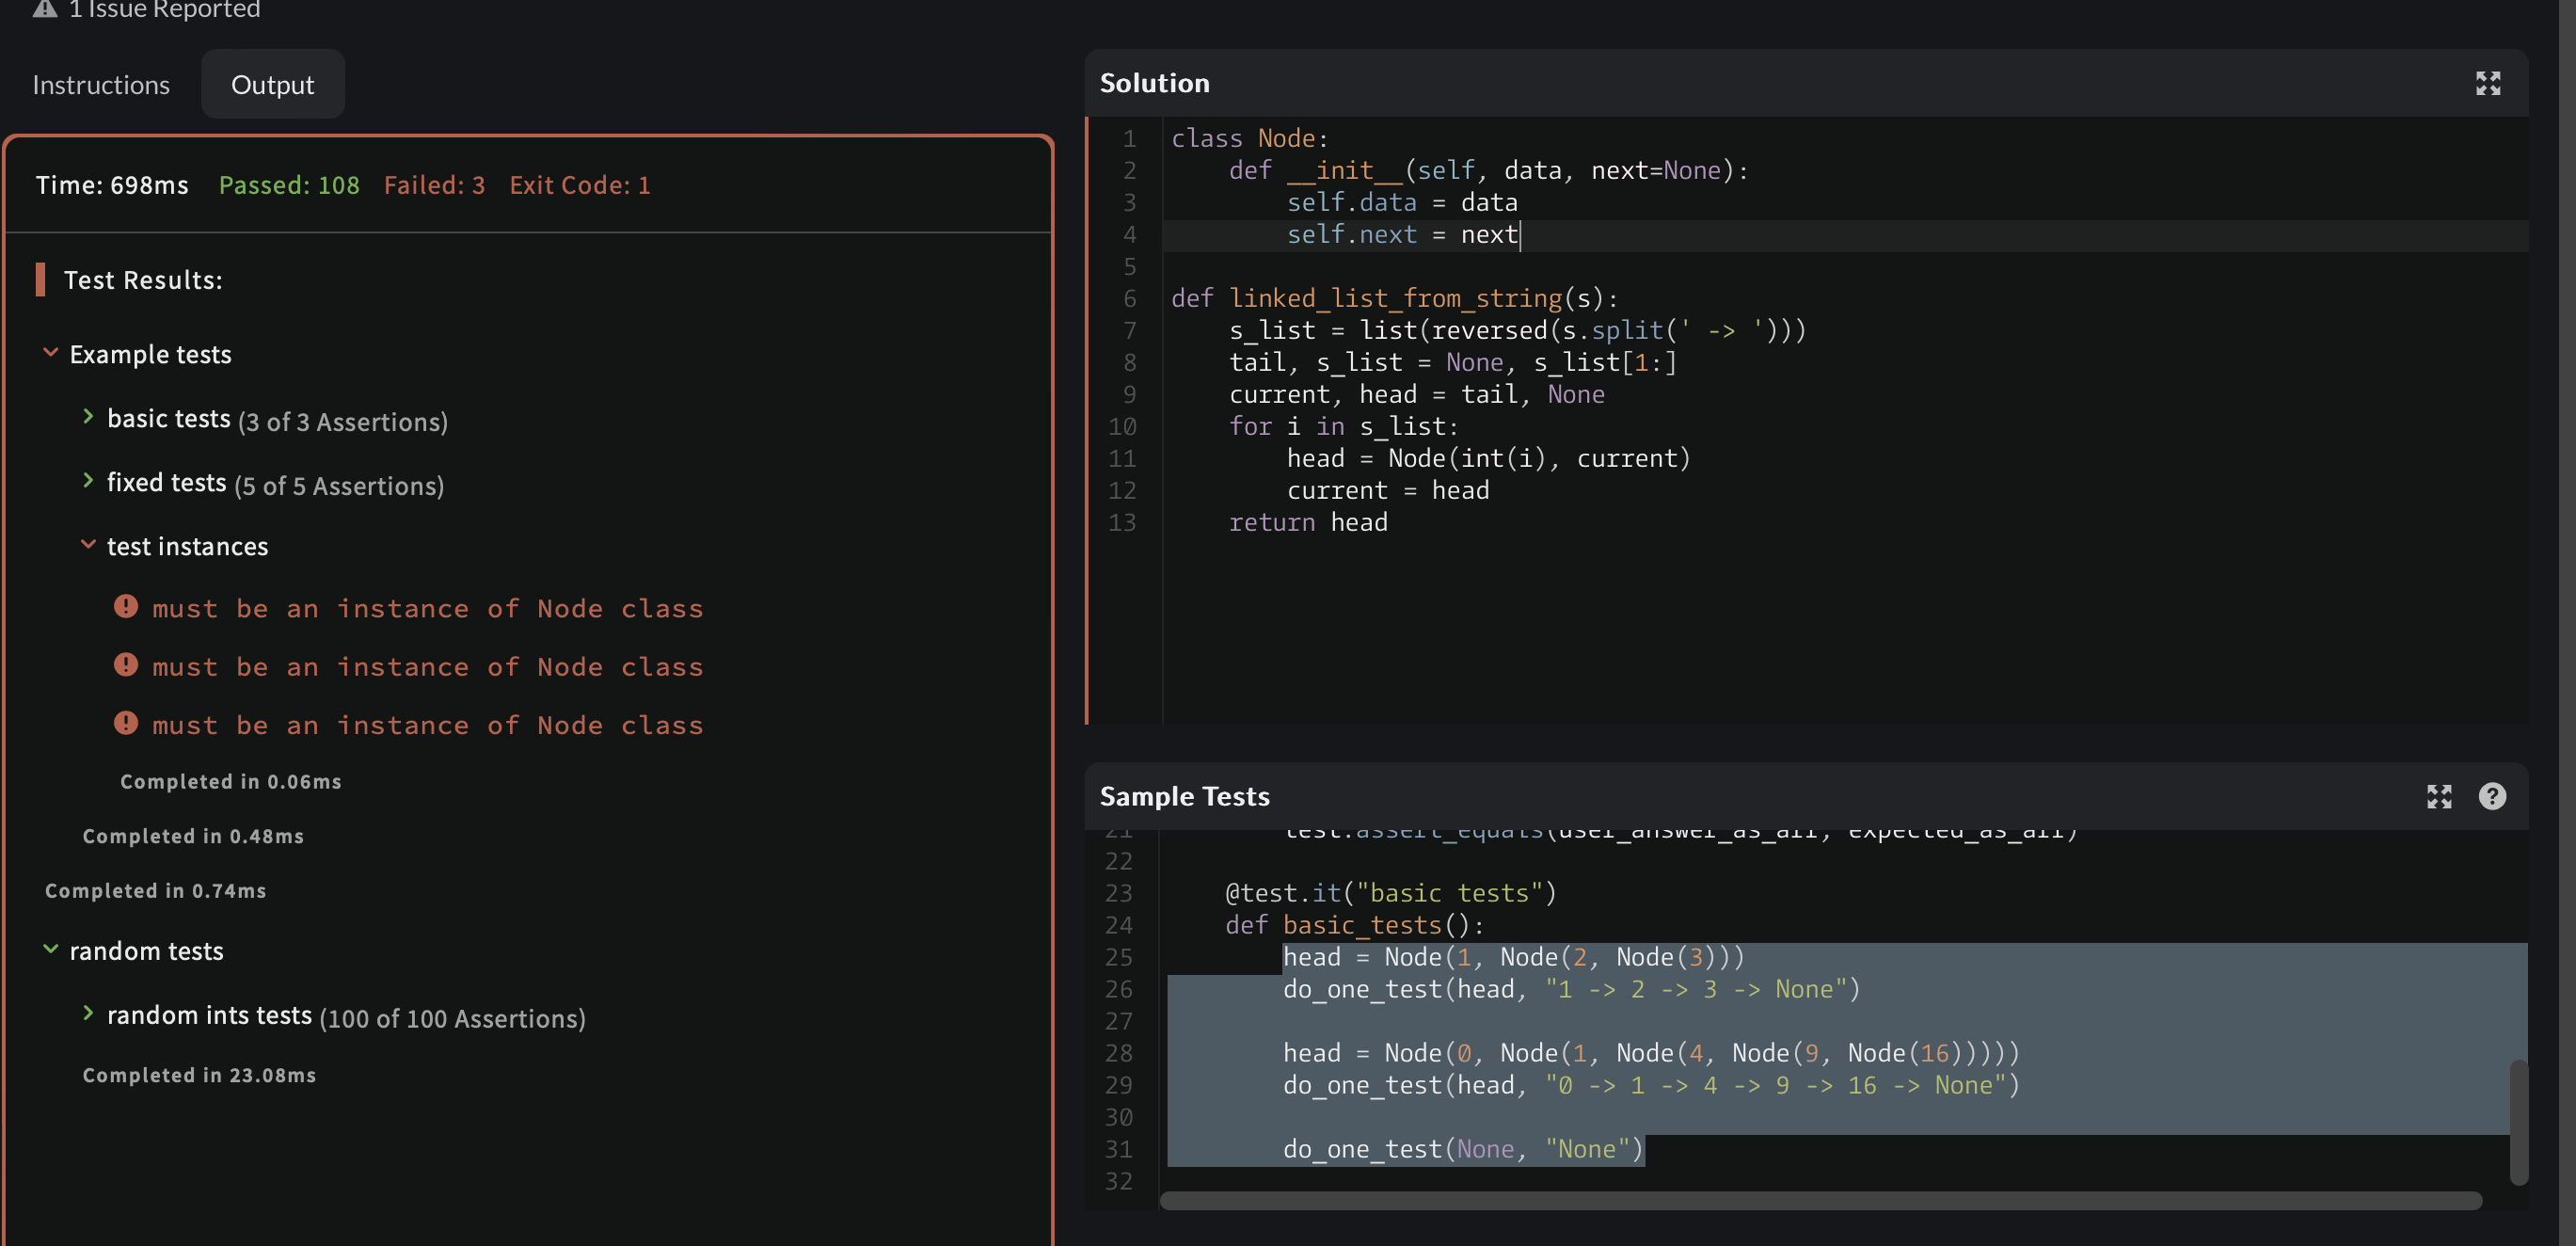 1 Issue Reported
Instructions
Output
Time: 698ms Passed: 108 Failed: 3 Exit Code: 1
Test Results:
Example tests
basic tests (3 of 3 Assertions)
fixed tests (5 of 5 Assertions)
test instances
must be an instance of Node class
must be an instance of Node class
must be an instance of Node class
Completed in 0.06ms
Completed in 0.48ms
Completed in 0.74ms
random tests
random ints tests (100 of 100 Assertions)
Completed in 23.08ms
Solution
1 class Node:
2     def __init__(self, data, next=None):
3         self.data = data
4         self.next = next
5
6 def linked_list_from_string(s):
7     s_list = list(reversed(s.split(' -> ')))
8     tail, s_list = None, s_list[1:]
9     current, head = tail, None
10     for i in s_list:
11         head = Node(int(i), current)
12         current = head
13     return head
Sample Tests
21         test.assert_equals(user_answer_as_arr, expected_as_arr)
22
23     @test.it("basic tests")
24     def basic_tests():
25         head = Node(1, Node(2, Node(3)))
26         do_one_test(head, "1 -> 2 -> 3 -> None")
27
28         head = Node(0, Node(1, Node(4, Node(9, Node(16)))))
29         do_one_test(head, "0 -> 1 -> 4 -> 9 -> 16 -> None")
30
31         do_one_test(None, "None")
32